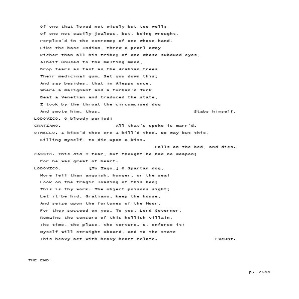 Of one that loved not wisely but too well;
Of one not easily jealous, but, being wrought,
Perplex'd in the extreme; of one whose hand,
Like the base Indian, threw a pearl away
Richer than all his tribe; of one whose subdued eyes,
Albeit unused to the melting mood,
Drop tears as fast as the Arabian trees
Their medicinal gum. Set you down this;
And say besides, that in Aleppo once,
Where a malignant and a turban'd Turk
Beat a Venetian and traduced the state,
I took by the throat the circumcised dog
And smote him, thus. Stabs himself.
LODOVICO. O bloody period!
GRATIANO. All that's spoke is marr'd.
OTHELLO. I kiss'd thee ere I kill'd thee. No way but this,
Killing myself, to die upon a kiss.
Falls on the bed, and dies.
CASSIO. This did I fear, but thought he had no weapon;
For he was great of heart.
LODOVICO. [To Iago.] O Spartan dog,
More fell than anguish, hunger, or the sea!
Look on the tragic loading of this bed;
This is thy work. The object poisons sight;
Let it be hid. Gratiano, keep the house,
And seize upon the fortunes of the Moor,
For they succeed on you. To you, Lord Governor,
Remains the censure of this hellish villain,
The time, the place, the torture. O, enforce it!
Myself will straight aboard, and to the state
This heavy act with heavy heart relate. Exeunt.
THE END